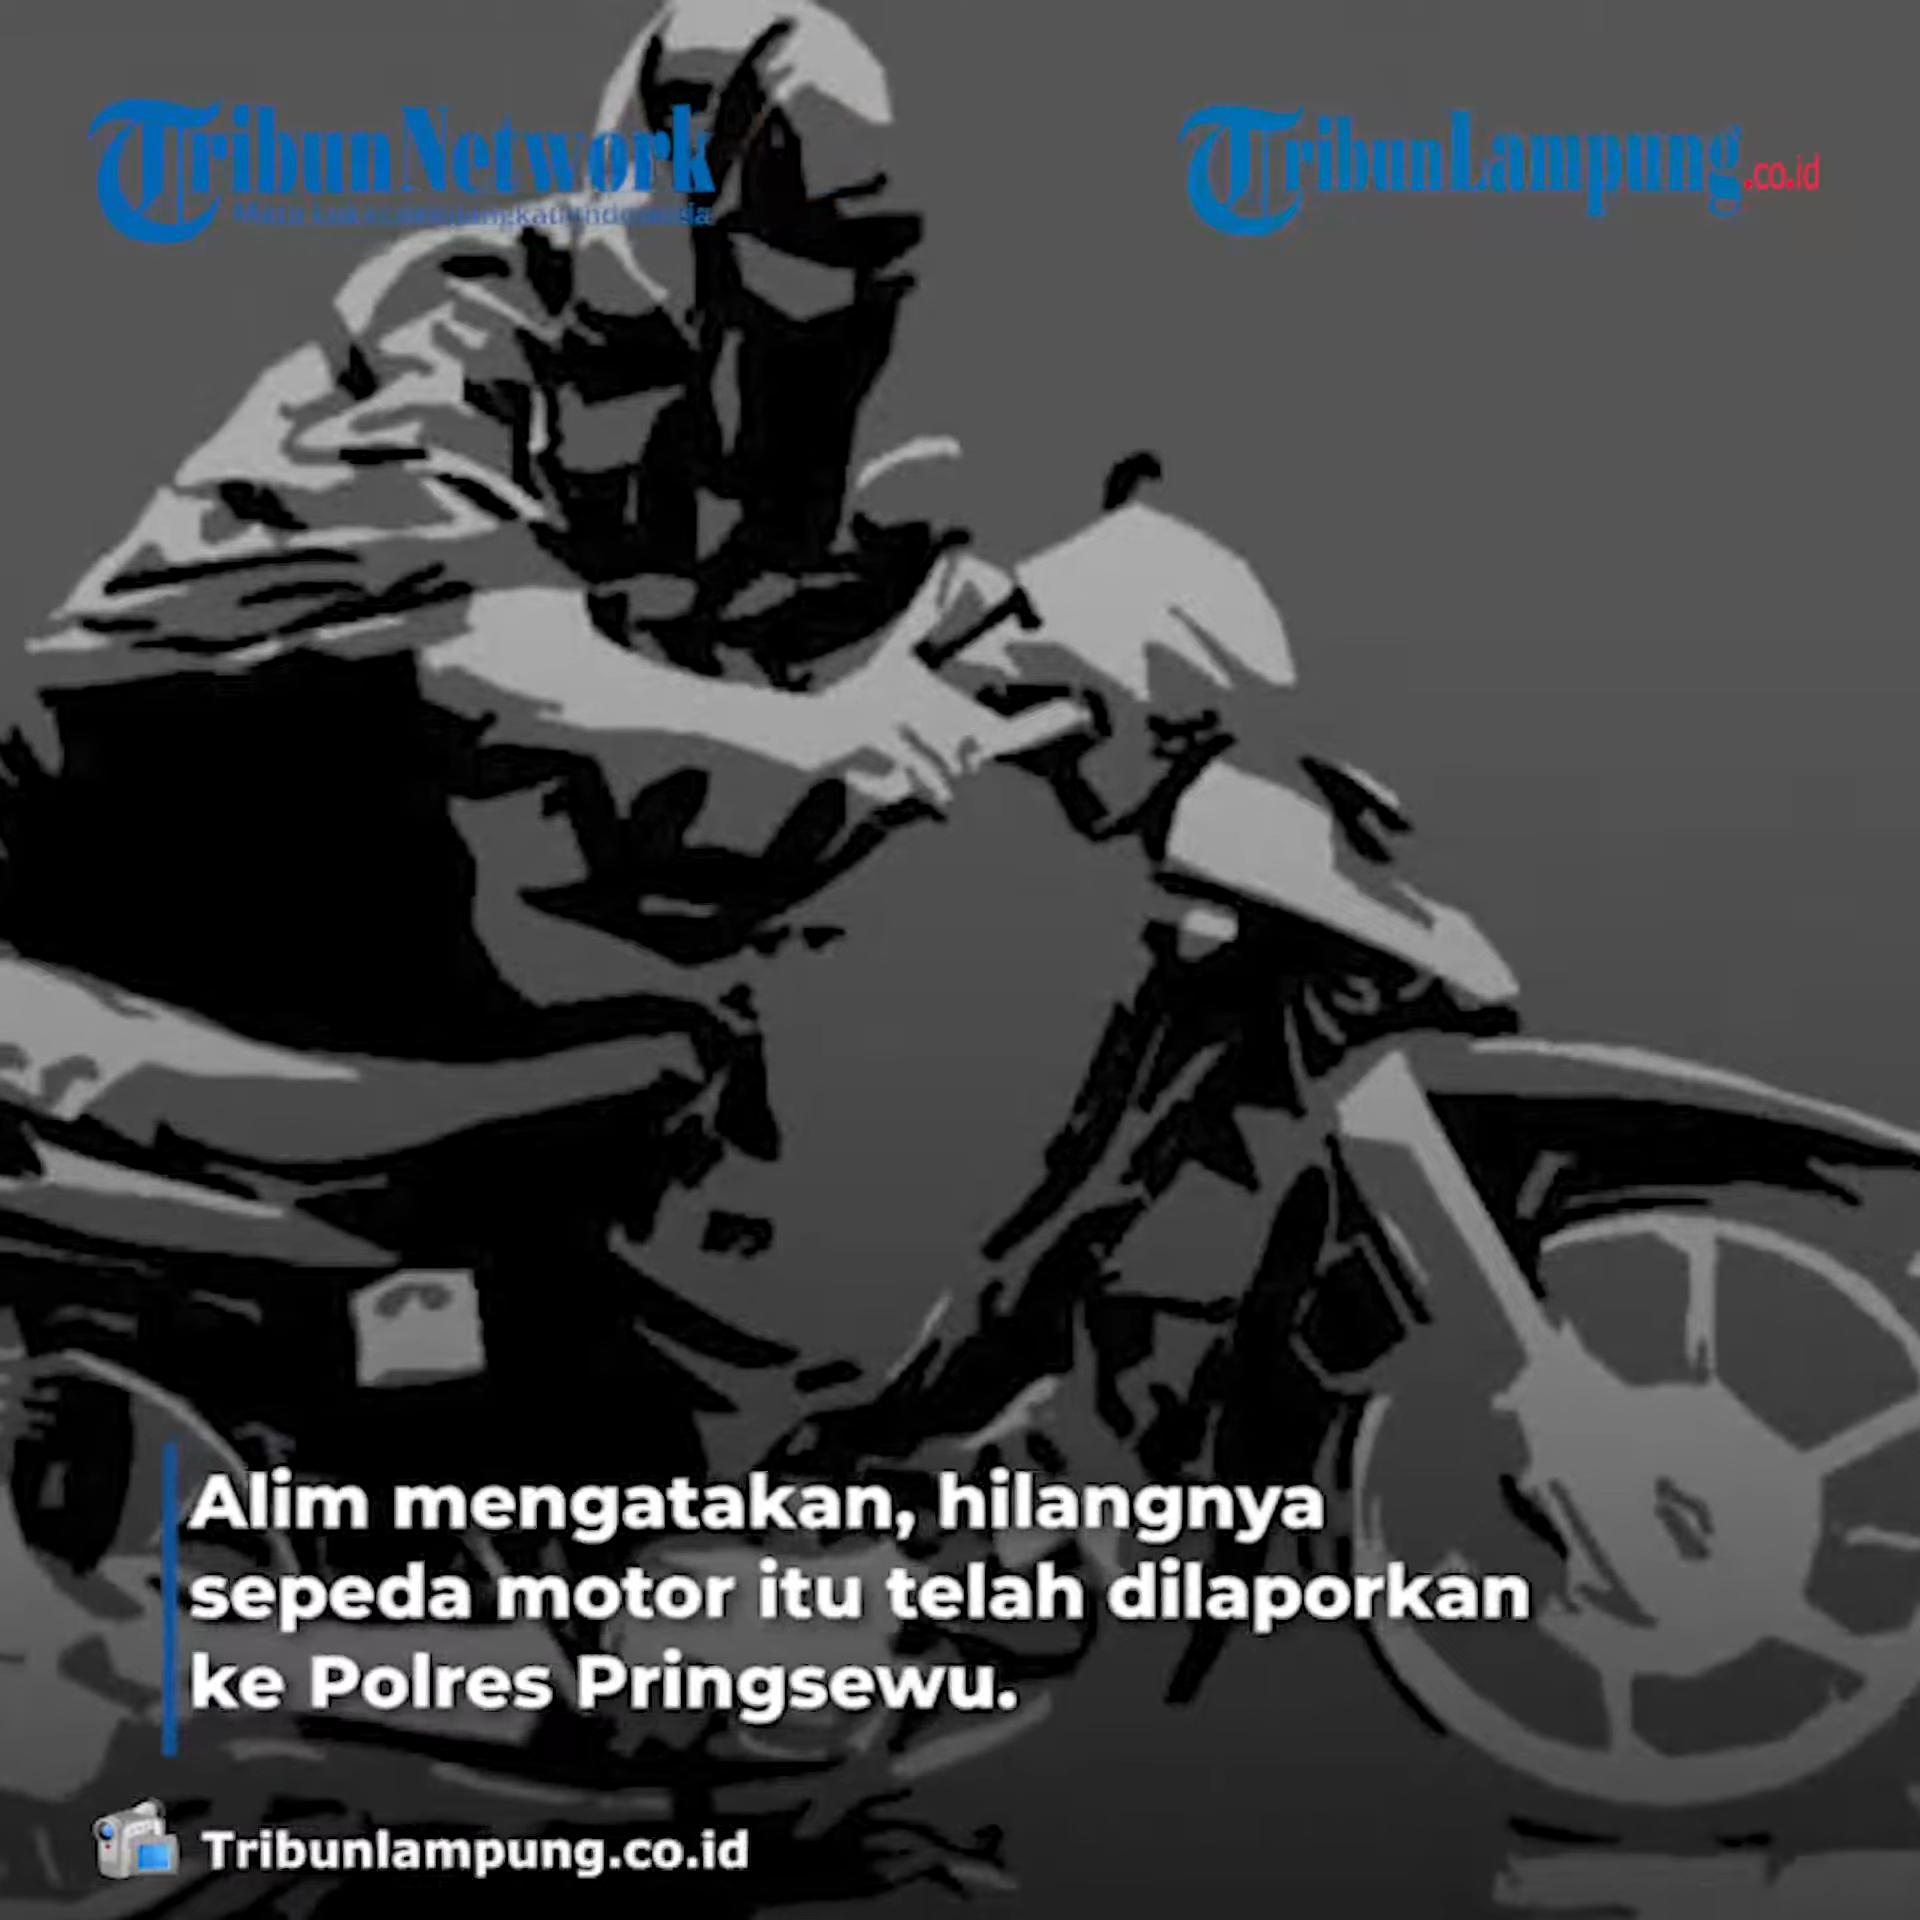 TribunNetwork
TribunLampung.co.id
Alim mengatakan, hilangnya
sepeda motor itu telah dilaporkan
ke Polres Pringsewu.
Tribunlampung.co.id